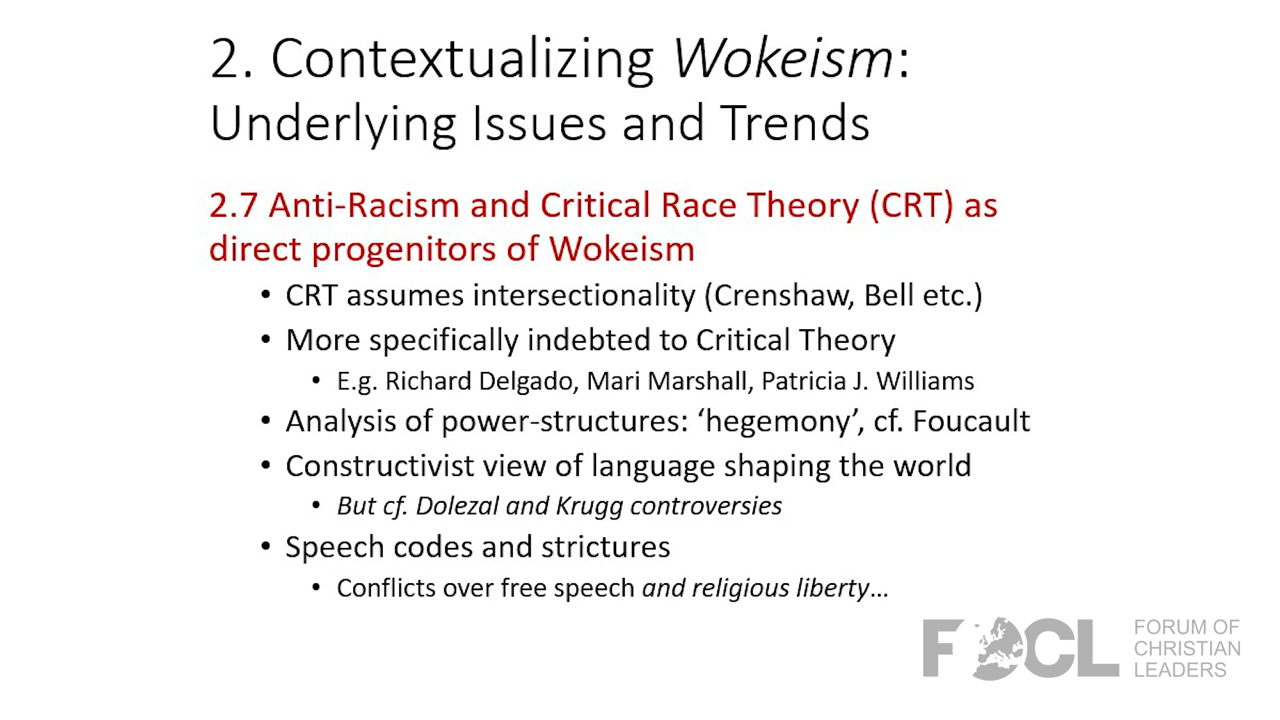 2. Contextualizing Wokeism:
Underlying Issues and Trends
2.7 Anti-Racism and Critical Race Theory (CRT) as
direct progenitors of Wokeism
• CRT assumes intersectionality (Crenshaw, Bell etc.)
• More specifically indebted to Critical Theory
• E.g. Richard Delgado, Mari Marshall, Patricia J. Williams
• Analysis of power-structures: ‘hegemony’, cf. Foucault
• Constructivist view of language shaping the world
• But cf. Dolezal and Krugg controversies
• Speech codes and strictures
• Conflicts over free speech and religious liberty…
FOCL
FORUM OF
CHRISTIAN
LEADERS